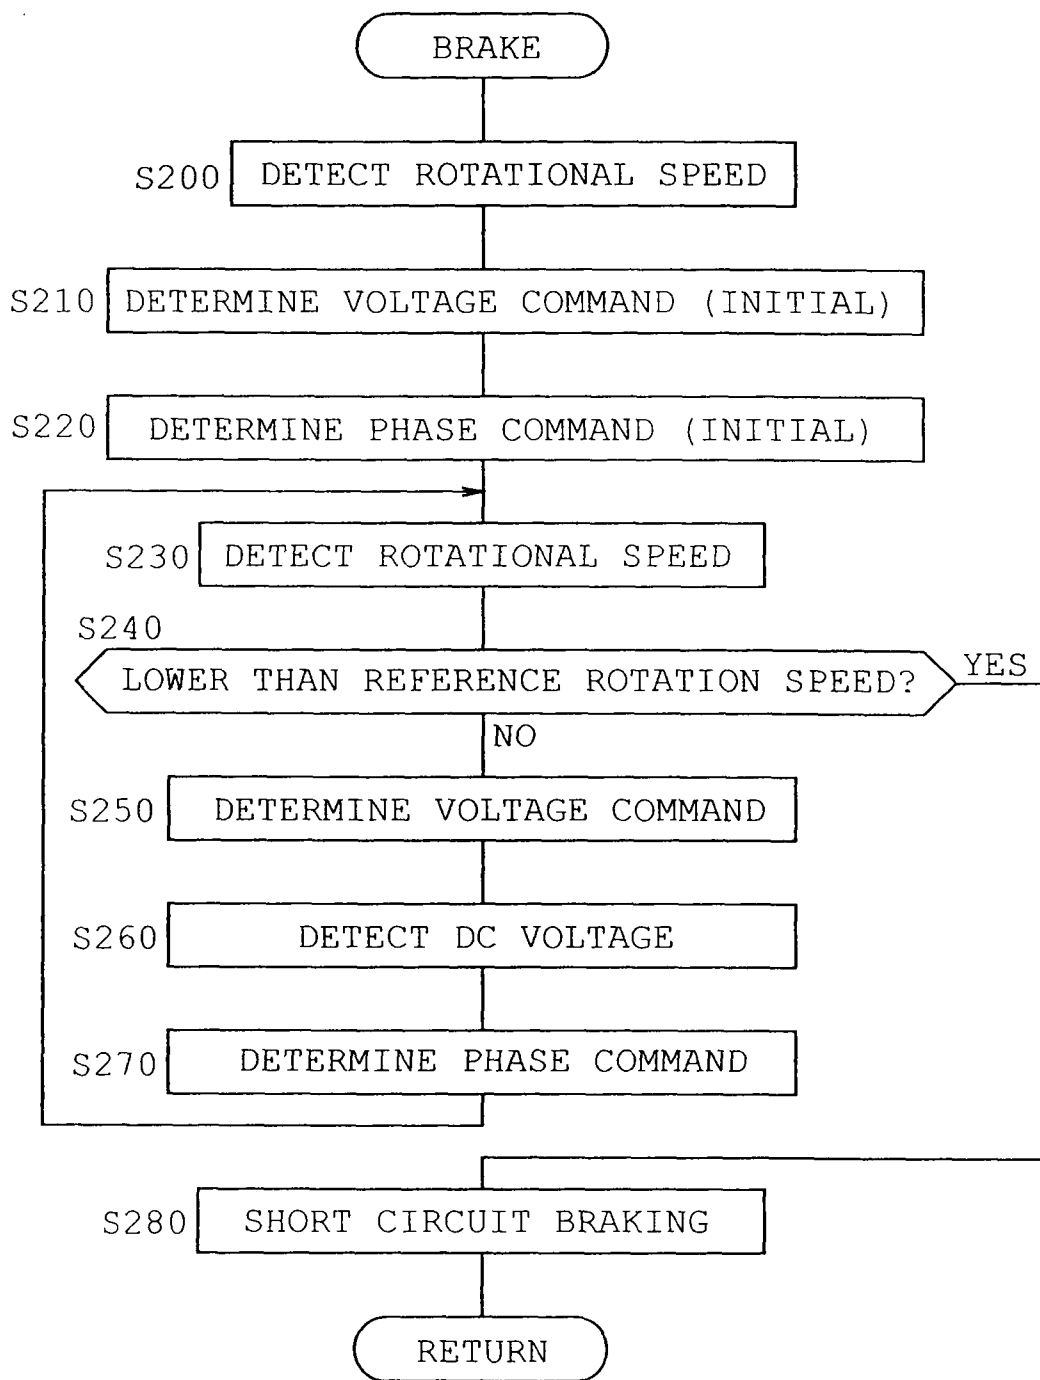 BRAKE
S200 DETECT ROTATIONAL SPEED
S210 DETERMINE VOLTAGE COMMAND (INITIAL)
S220 DETERMINE PHASE COMMAND (INITIAL)
S230 DETECT ROTATIONAL SPEED
S240
LOWER THAN REFERENCE ROTATION SPEED? YES
NO
S250 DETERMINE VOLTAGE COMMAND
S260 DETECT DC VOLTAGE
S270 DETERMINE PHASE COMMAND
S280 SHORT CIRCUIT BRAKING
RETURN